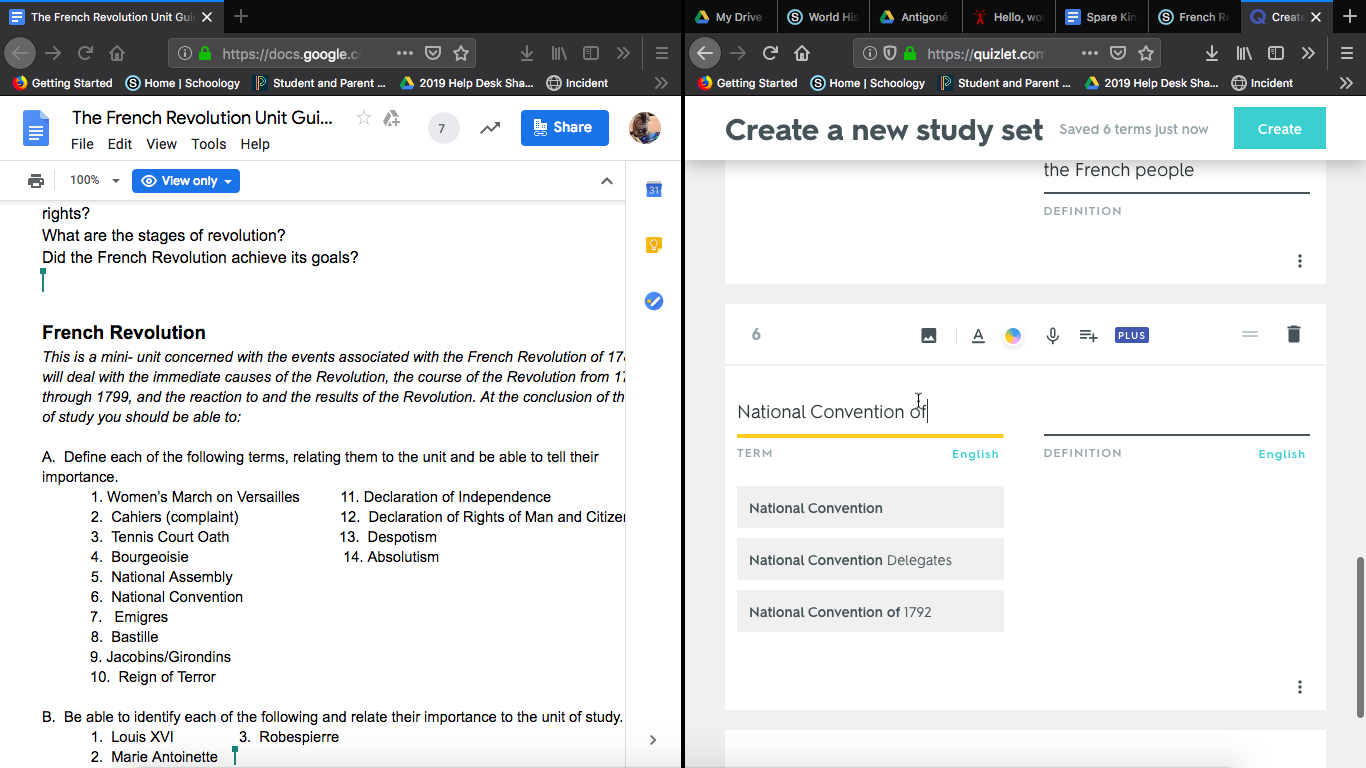 The French Revolution Unit Gui
https://docs.google.c
Getting Started
Home | Schoology
Student and Parent ...
2019 Help Desk Sha...
Incident
The French Revolution Unit Gui...
File Edit View Tools Help
7
Share
100%
View only
31
rights?
What are the stages of revolution?
Did the French Revolution achieve its goals?
French Revolution
This is a mini- unit concerned with the events associated with the French Revolution of 17
will deal with the immediate causes of the Revolution, the course of the Revolution from 17
through 1799, and the reaction to and the results of the Revolution. At the conclusion of th
of study you should be able to:
A. Define each of the following terms, relating them to the unit and be able to tell their
importance.
1. Women's March on Versailles 11. Declaration of Independence
2. Cahiers (complaint) 12. Declaration of Rights of Man and Citizen
3. Tennis Court Oath 13. Despotism
4. Bourgeoisie 14. Absolutism
5. National Assembly
6. National Convention
7. Emigres
8. Bastille
9. Jacobins/Girondins
10. Reign of Terror
B. Be able to identify each of the following and relate their importance to the unit of study.
1. Louis XVI 3. Robespierre
2. Marie Antoinette
My Drive
World His
Antigoné
Hello, wo
Spare Kin
French Re
Create
https://quizlet.com
Getting Started
Home | Schoology
Student and Parent ...
2019 Help Desk Sha...
Incident
Create a new study set
Saved 6 terms just now
Create
the French people
DEFINITION
6
PLUS
National Convention of
TERM English
DEFINITION English
National Convention
National Convention Delegates
National Convention of 1792